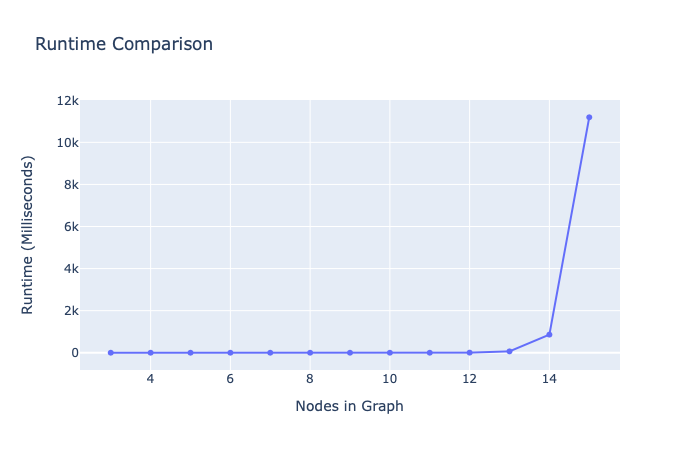 Runtime Comparison
12k
10k
8k
6k
4k
2k
0
Runtime (Milliseconds)
4 6 8 10 12 14
Nodes in Graph